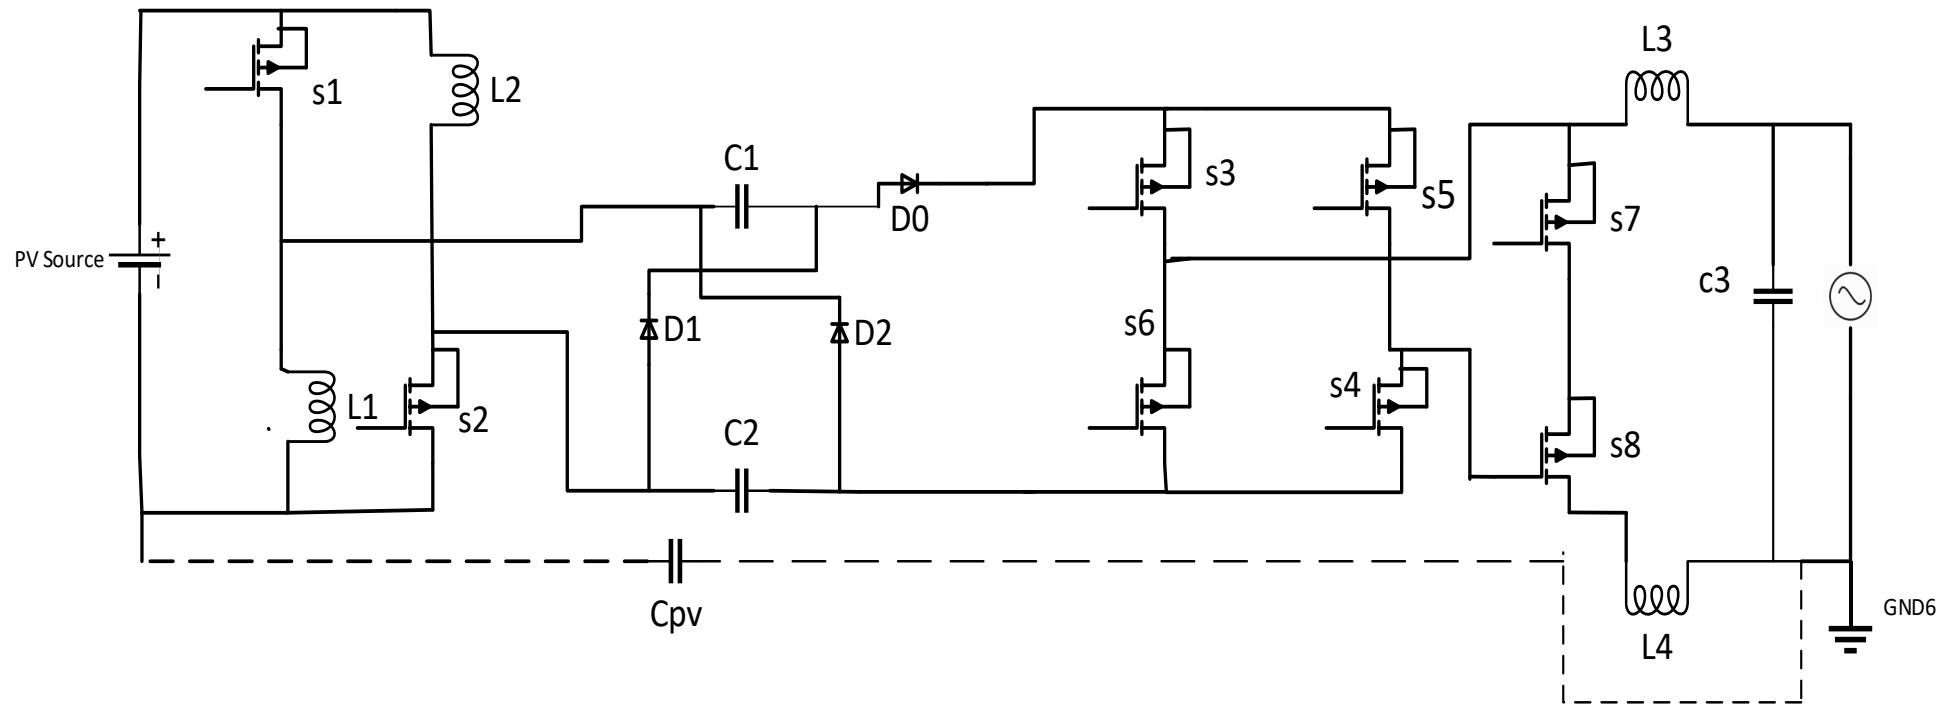 L3
s1
L2
C1
s3
s5
D0
s7
PV Source
+
–
c3
s6
D1
D2
s4
L1
s2
C2
s8
Cpv
GND6
L4